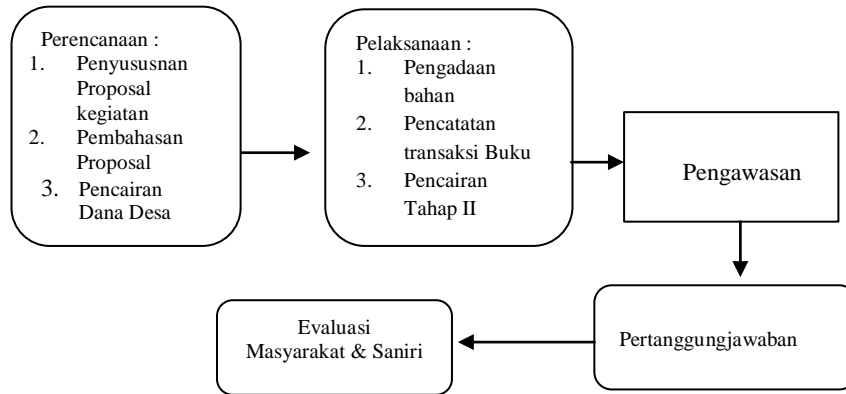 Perencanaan :
1. Penyususnan
Proposal
kegiatan
2. Pembahasan
Proposal
3. Pencairan
Dana Desa
Pelaksanaan :
1. Pengadaan
bahan
2. Pencatatan
transaksi Buku
3. Pencairan
Tahap II
Pengawasan
Pertanggungjawaban
Evaluasi
Masyarakat & Saniri